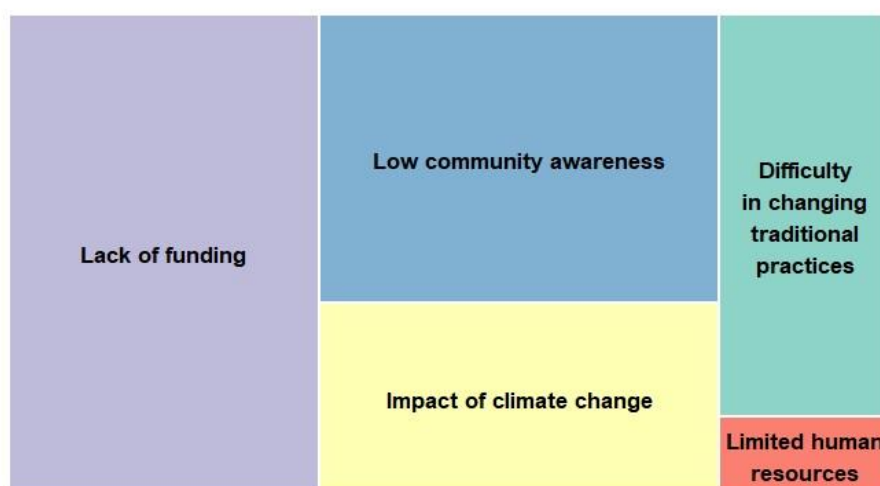 Lack of funding
Low community awareness
Impact of climate change
Difficulty
in changing
traditional
practices
Limited human
resources